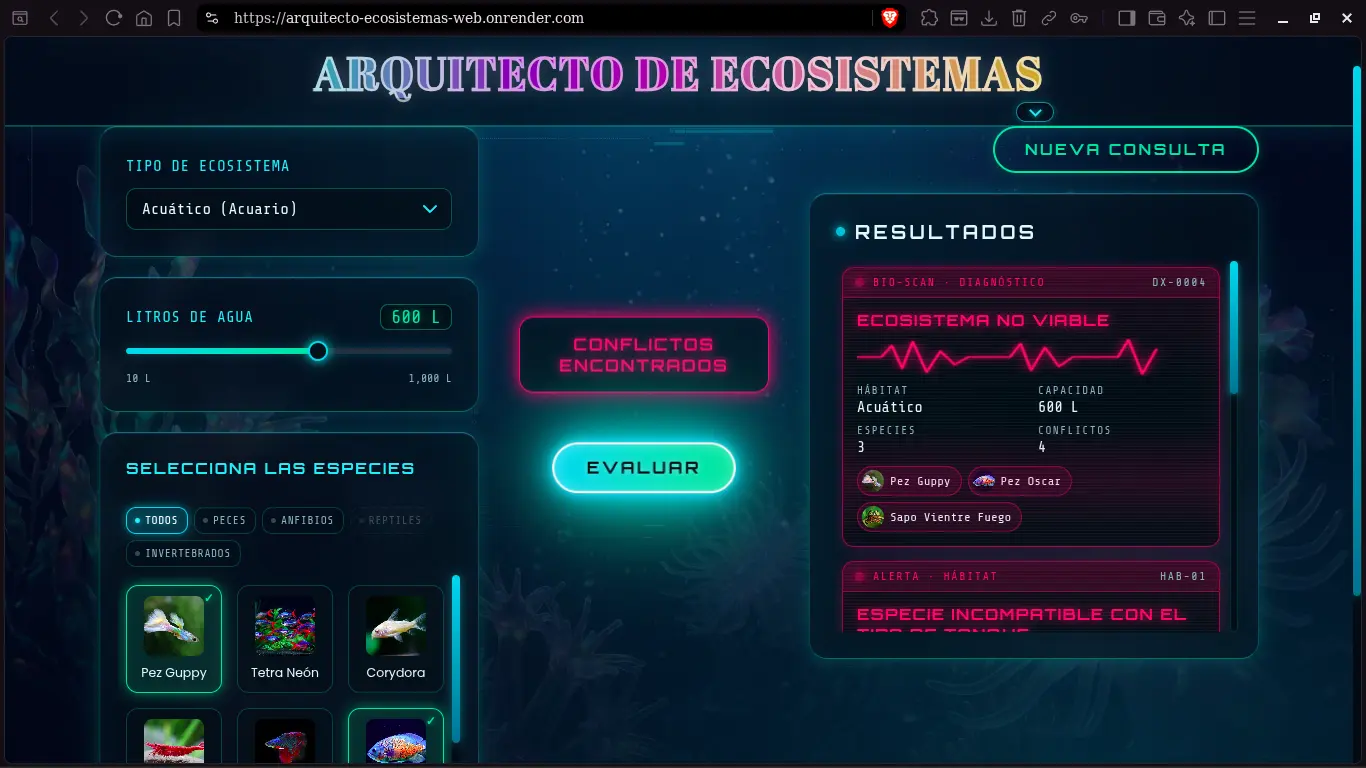 https://arquitecto-ecosistemas-web.onrender.com
ARQUITECTO DE ECOSISTEMAS
TIPO DE ECOSISTEMA
Acuático (Acuario)
LITROS DE AGUA
600 L
10 L
1,000 L
SELECCIONA LAS ESPECIES
TODOS
PECES
ANFIBIOS
REPTILES
INVERTEBRADOS
Pez Guppy
Tetra Neón
Corydora
CONFLICTOS
ENCONTRADOS
EVALUAR
NUEVA CONSULTA
RESULTADOS
BIO-SCAN · DIAGNÓSTICO
DX-0004
ECOSISTEMA NO VIABLE
HÁBITAT
CAPACIDAD
Acuático
600 L
ESPECIES
CONFLICTOS
3
4
Pez Guppy
Pez Oscar
Sapo Vientre Fuego
ALERTA · HÁBITAT
HAB-01
ESPECIE INCOMPATIBLE CON EL
TIPO DE TANQUE